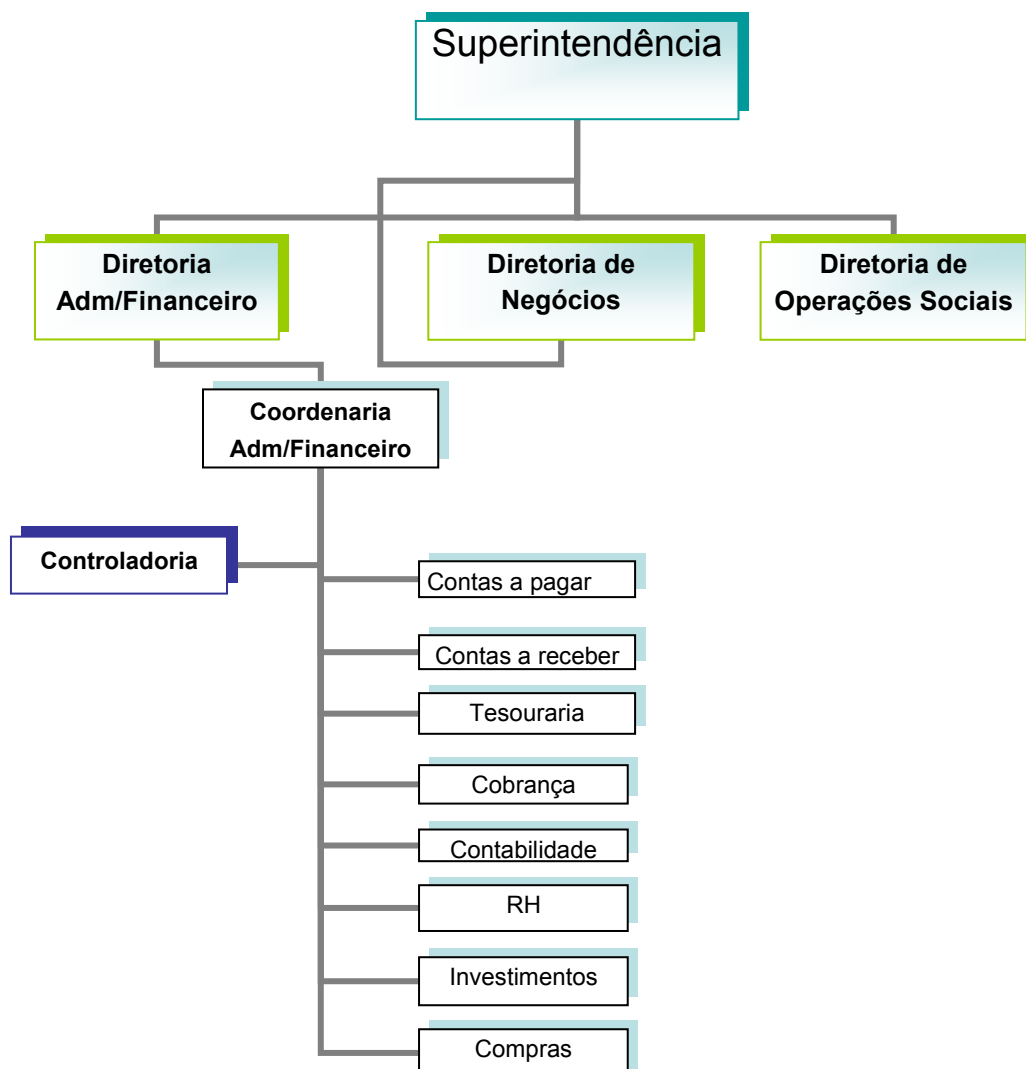 Superintendência
Diretoria
Adm/Financeiro
Diretoria de
Negócios
Diretoria de
Operações Sociais
Coordenaria
Adm/Financeiro
Controladoria
Contas a pagar
Contas a receber
Tesouraria
Cobrança
Contabilidade
RH
Investimentos
Compras